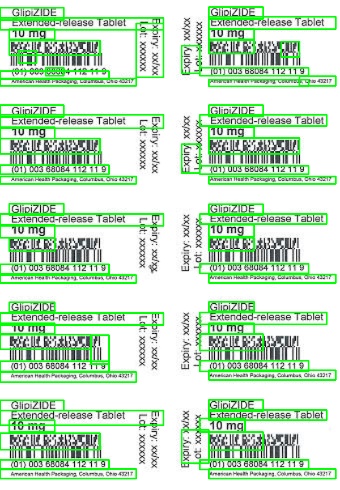 GlipiZIDE
Extended-release Tablet
10 mg
(01) 003 68084 112 11 9
American Health Packaging, Columbus, Ohio 43217
Expiry: xx/xx
Lot: xxxxxx
GlipiZIDE
Extended-release Tablet
10 mg
(01) 003 68084 112 11 9
American Health Packaging, Columbus, Ohio 43217
Expiry: xx/xx
Lot: xxxxxx
GlipiZIDE
Extended-release Tablet
10 mg
(01) 003 68084 112 11 9
American Health Packaging, Columbus, Ohio 43217
Expiry: xx/xx
Lot: xxxxxx
GlipiZIDE
Extended-release Tablet
10 mg
(01) 003 68084 112 11 9
American Health Packaging, Columbus, Ohio 43217
Expiry: xx/xx
Lot: xxxxxx
GlipiZIDE
Extended-release Tablet
10 mg
(01) 003 68084 112 11 9
American Health Packaging, Columbus, Ohio 43217
Expiry: xx/xx
Lot: xxxxxx
GlipiZIDE
Extended-release Tablet
10 mg
(01) 003 68084 112 11 9
American Health Packaging, Columbus, Ohio 43217
Expiry: xx/xx
Lot: xxxxxx
GlipiZIDE
Extended-release Tablet
10 mg
(01) 003 68084 112 11 9
American Health Packaging, Columbus, Ohio 43217
Expiry: xx/xx
Lot: xxxxxx
GlipiZIDE
Extended-release Tablet
10 mg
(01) 003 68084 112 11 9
American Health Packaging, Columbus, Ohio 43217
Expiry: xx/xx
Lot: xxxxxx
GlipiZIDE
Extended-release Tablet
10 mg
(01) 003 68084 112 11 9
American Health Packaging, Columbus, Ohio 43217
Expiry: xx/xx
Lot: xxxxxx
GlipiZIDE
Extended-release Tablet
10 mg
(01) 003 68084 112 11 9
American Health Packaging, Columbus, Ohio 43217
Expiry: xx/xx
Lot: xxxxxx